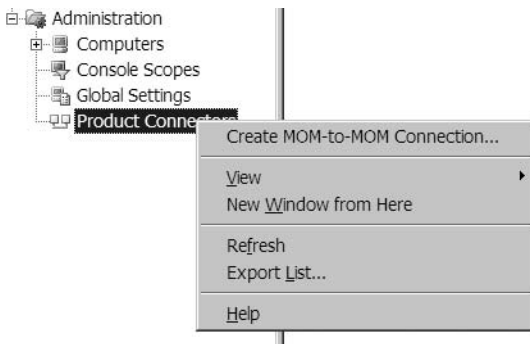 Administration
Computers
Console Scopes
Global Settings
Product Connectors
Create MOM-to-MOM Connection...
View
New Window from Here
Refresh
Export List...
Help